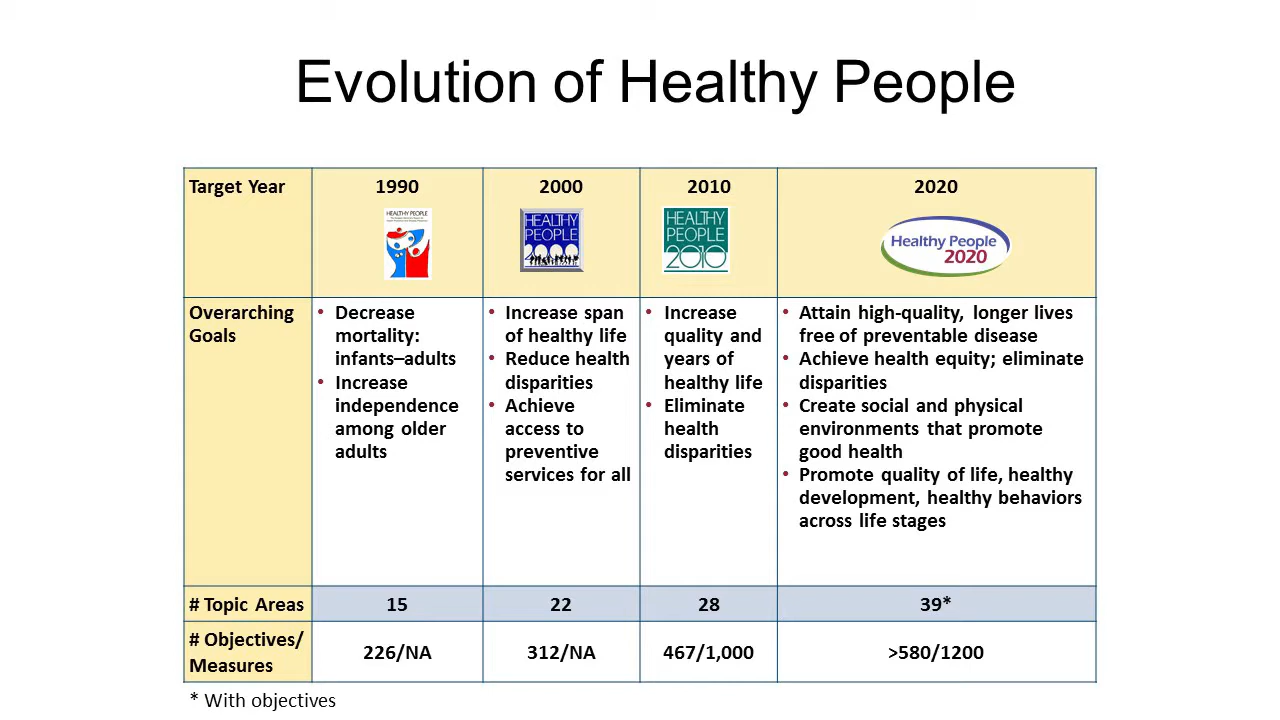 Evolution of Healthy People
Target Year
1990
2000
2010
2020
HEALTHY PEOPLE
HEALTHY
PEOPLE
2000
HEALTHY
PEOPLE
2010
Healthy People
2020
Overarching
Goals
• Decrease
mortality:
infants–adults
• Increase
independence
among older
adults
• Increase span
of healthy life
• Reduce health
disparities
• Achieve
access to
preventive
services for all
• Increase
quality and
years of
healthy life
• Eliminate
health
disparities
• Attain high-quality, longer lives
free of preventable disease
• Achieve health equity; eliminate
disparities
• Create social and physical
environments that promote
good health
• Promote quality of life, healthy
development, healthy behaviors
across life stages
# Topic Areas
15
22
28
39*
# Objectives/
Measures
226/NA
312/NA
467/1,000
>580/1200
* With objectives